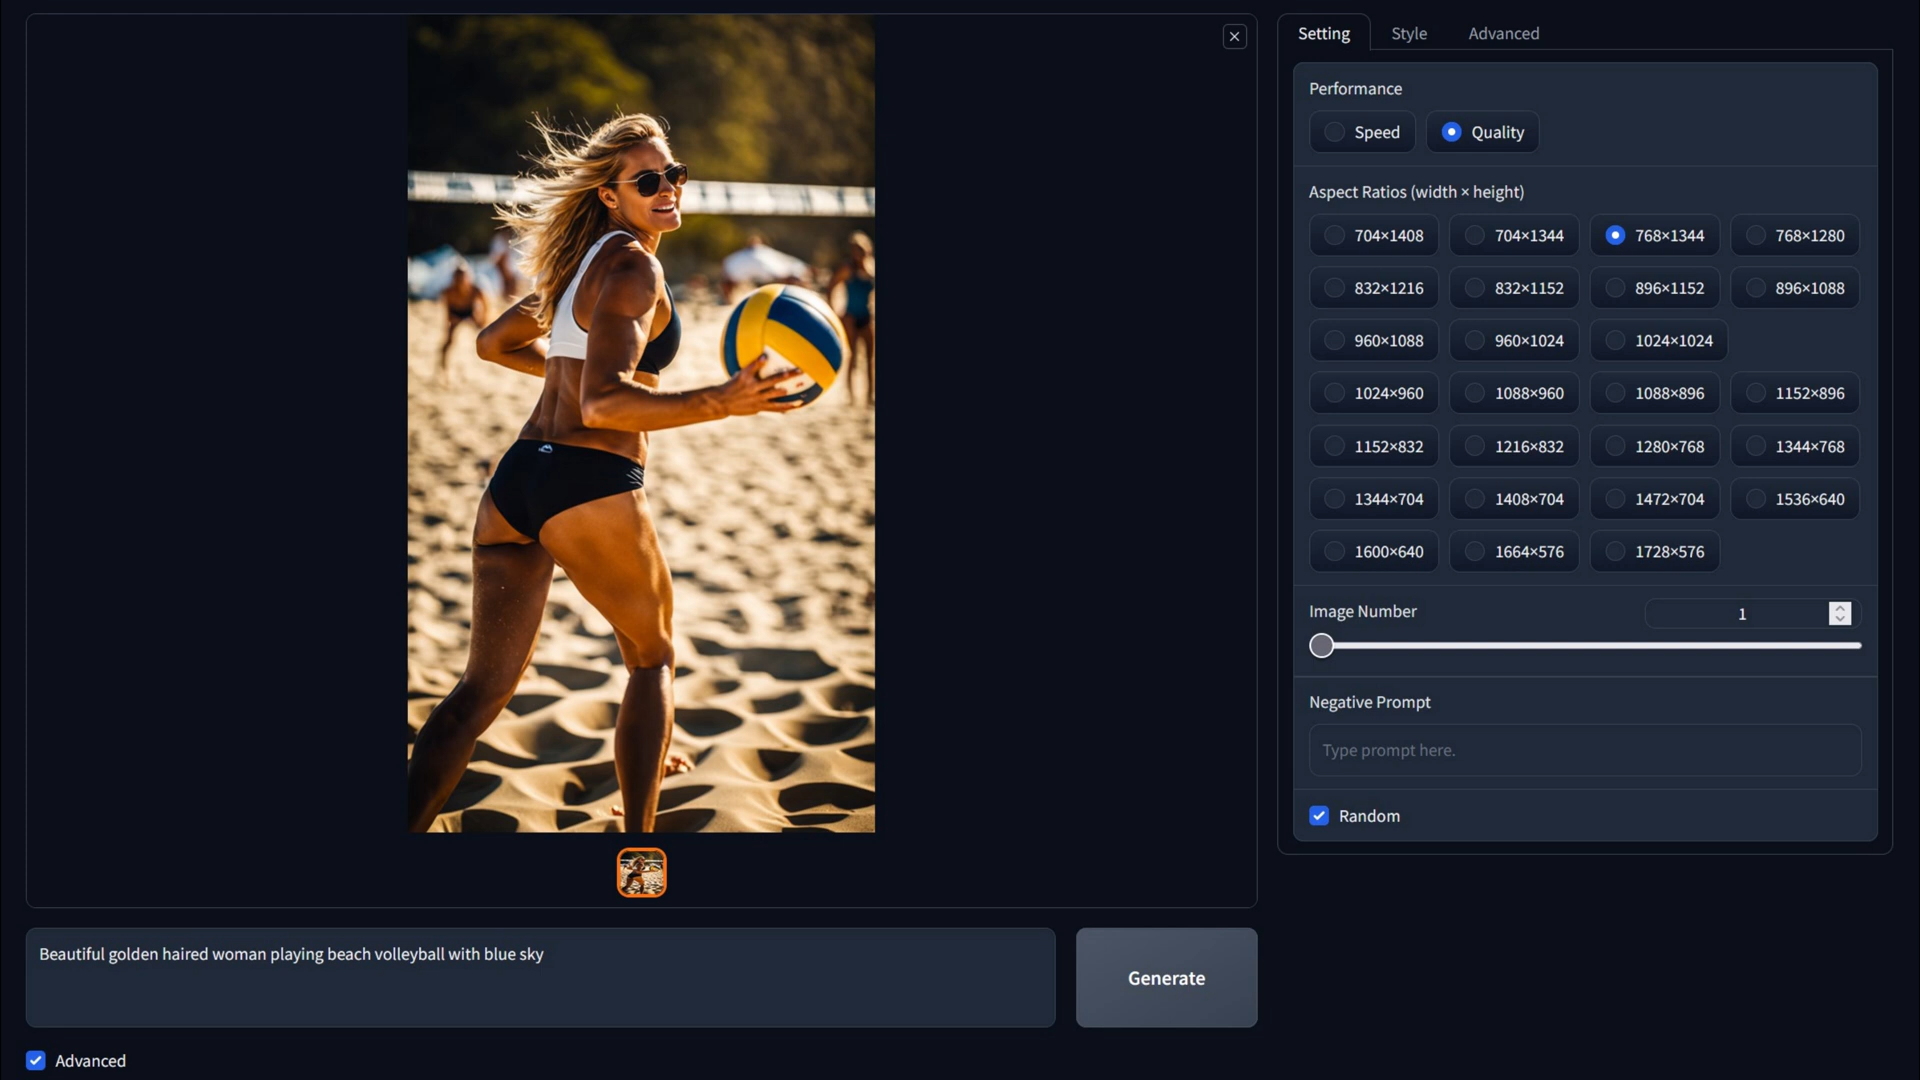 Setting Style Advanced
Performance
Speed Quality
Aspect Ratios (width × height)
704×1408 704×1344 768×1344 768×1280
832×1216 832×1152 896×1152 896×1088
960×1088 960×1024 1024×1024
1024×960 1088×960 1088×896 1152×896
1152×832 1216×832 1280×768 1344×768
1344×704 1408×704 1472×704 1536×640
1600×640 1664×576 1728×576
Image Number 1
Negative Prompt
Type prompt here.
Random
Beautiful golden haired woman playing beach volleyball with blue sky
Generate
Advanced